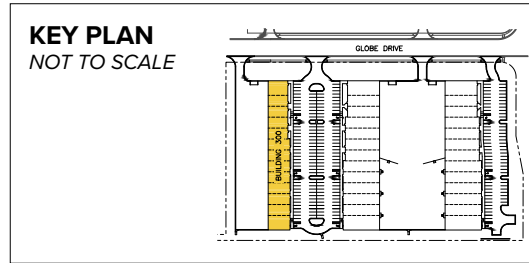 KEY PLAN
NOT TO SCALE
GLOBE DRIVE
BUILDING 300